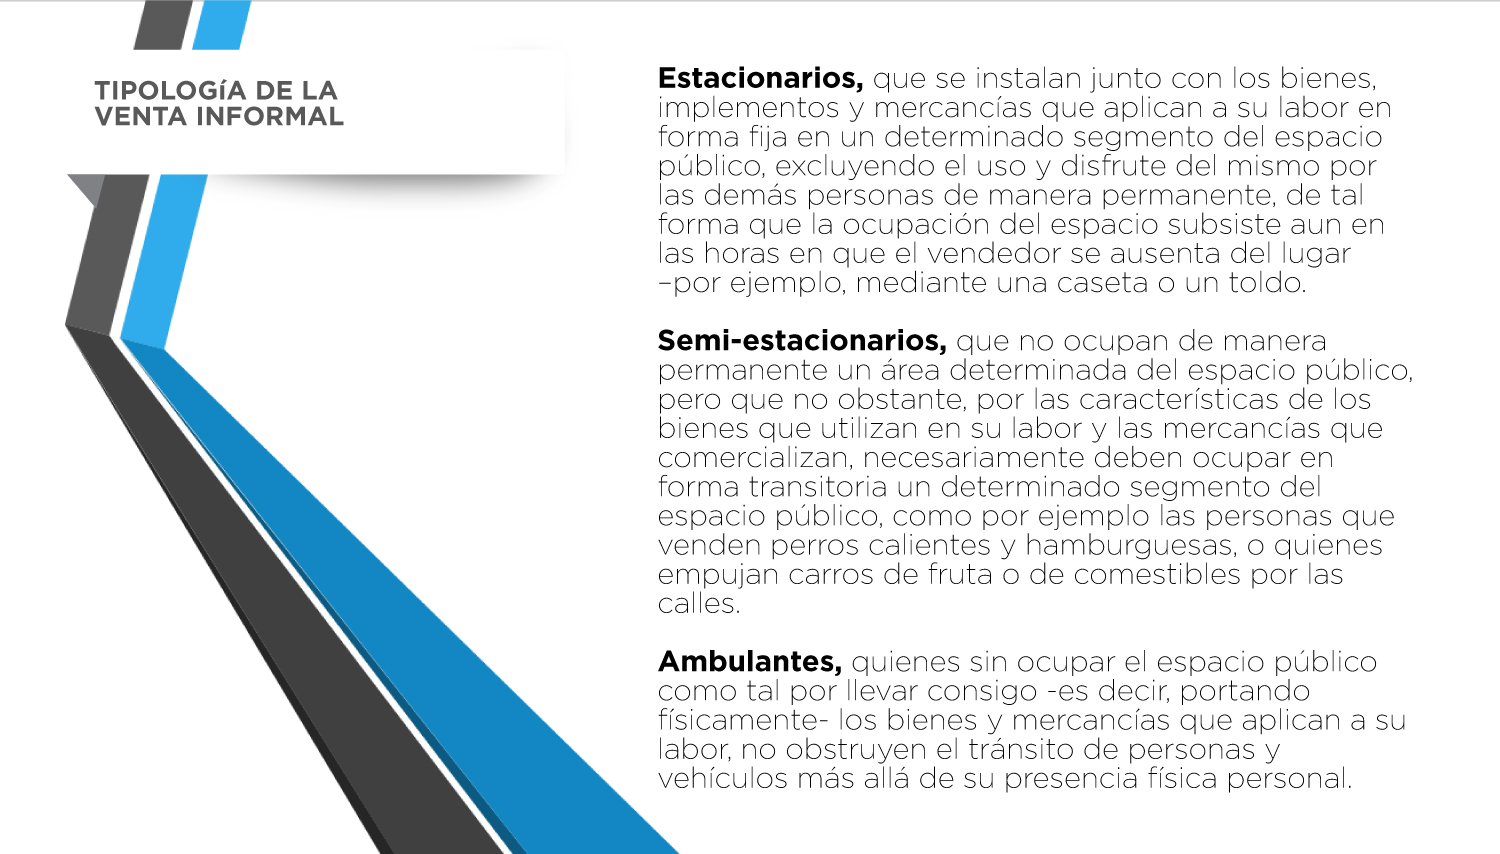 TIPOLOGíA DE LA
VENTA INFORMAL
Estacionarios, que se instalan junto con los bienes,
implementos y mercancías que aplican a su labor en
forma fija en un determinado segmento del espacio
público, excluyendo el uso y disfrute del mismo por
las demás personas de manera permanente, de tal
forma que la ocupación del espacio subsiste aun en
las horas en que el vendedor se ausenta del lugar
–por ejemplo, mediante una caseta o un toldo.
Semi-estacionarios, que no ocupan de manera
permanente un área determinada del espacio público,
pero que no obstante, por las características de los
bienes que utilizan en su labor y las mercancías que
comercializan, necesariamente deben ocupar en
forma transitoria un determinado segmento del
espacio público, como por ejemplo las personas que
venden perros calientes y hamburguesas, o quienes
empujan carros de fruta o de comestibles por las
calles.
Ambulantes, quienes sin ocupar el espacio público
como tal por llevar consigo -es decir, portando
físicamente- los bienes y mercancías que aplican a su
labor, no obstruyen el tránsito de personas y
vehículos más allá de su presencia física personal.